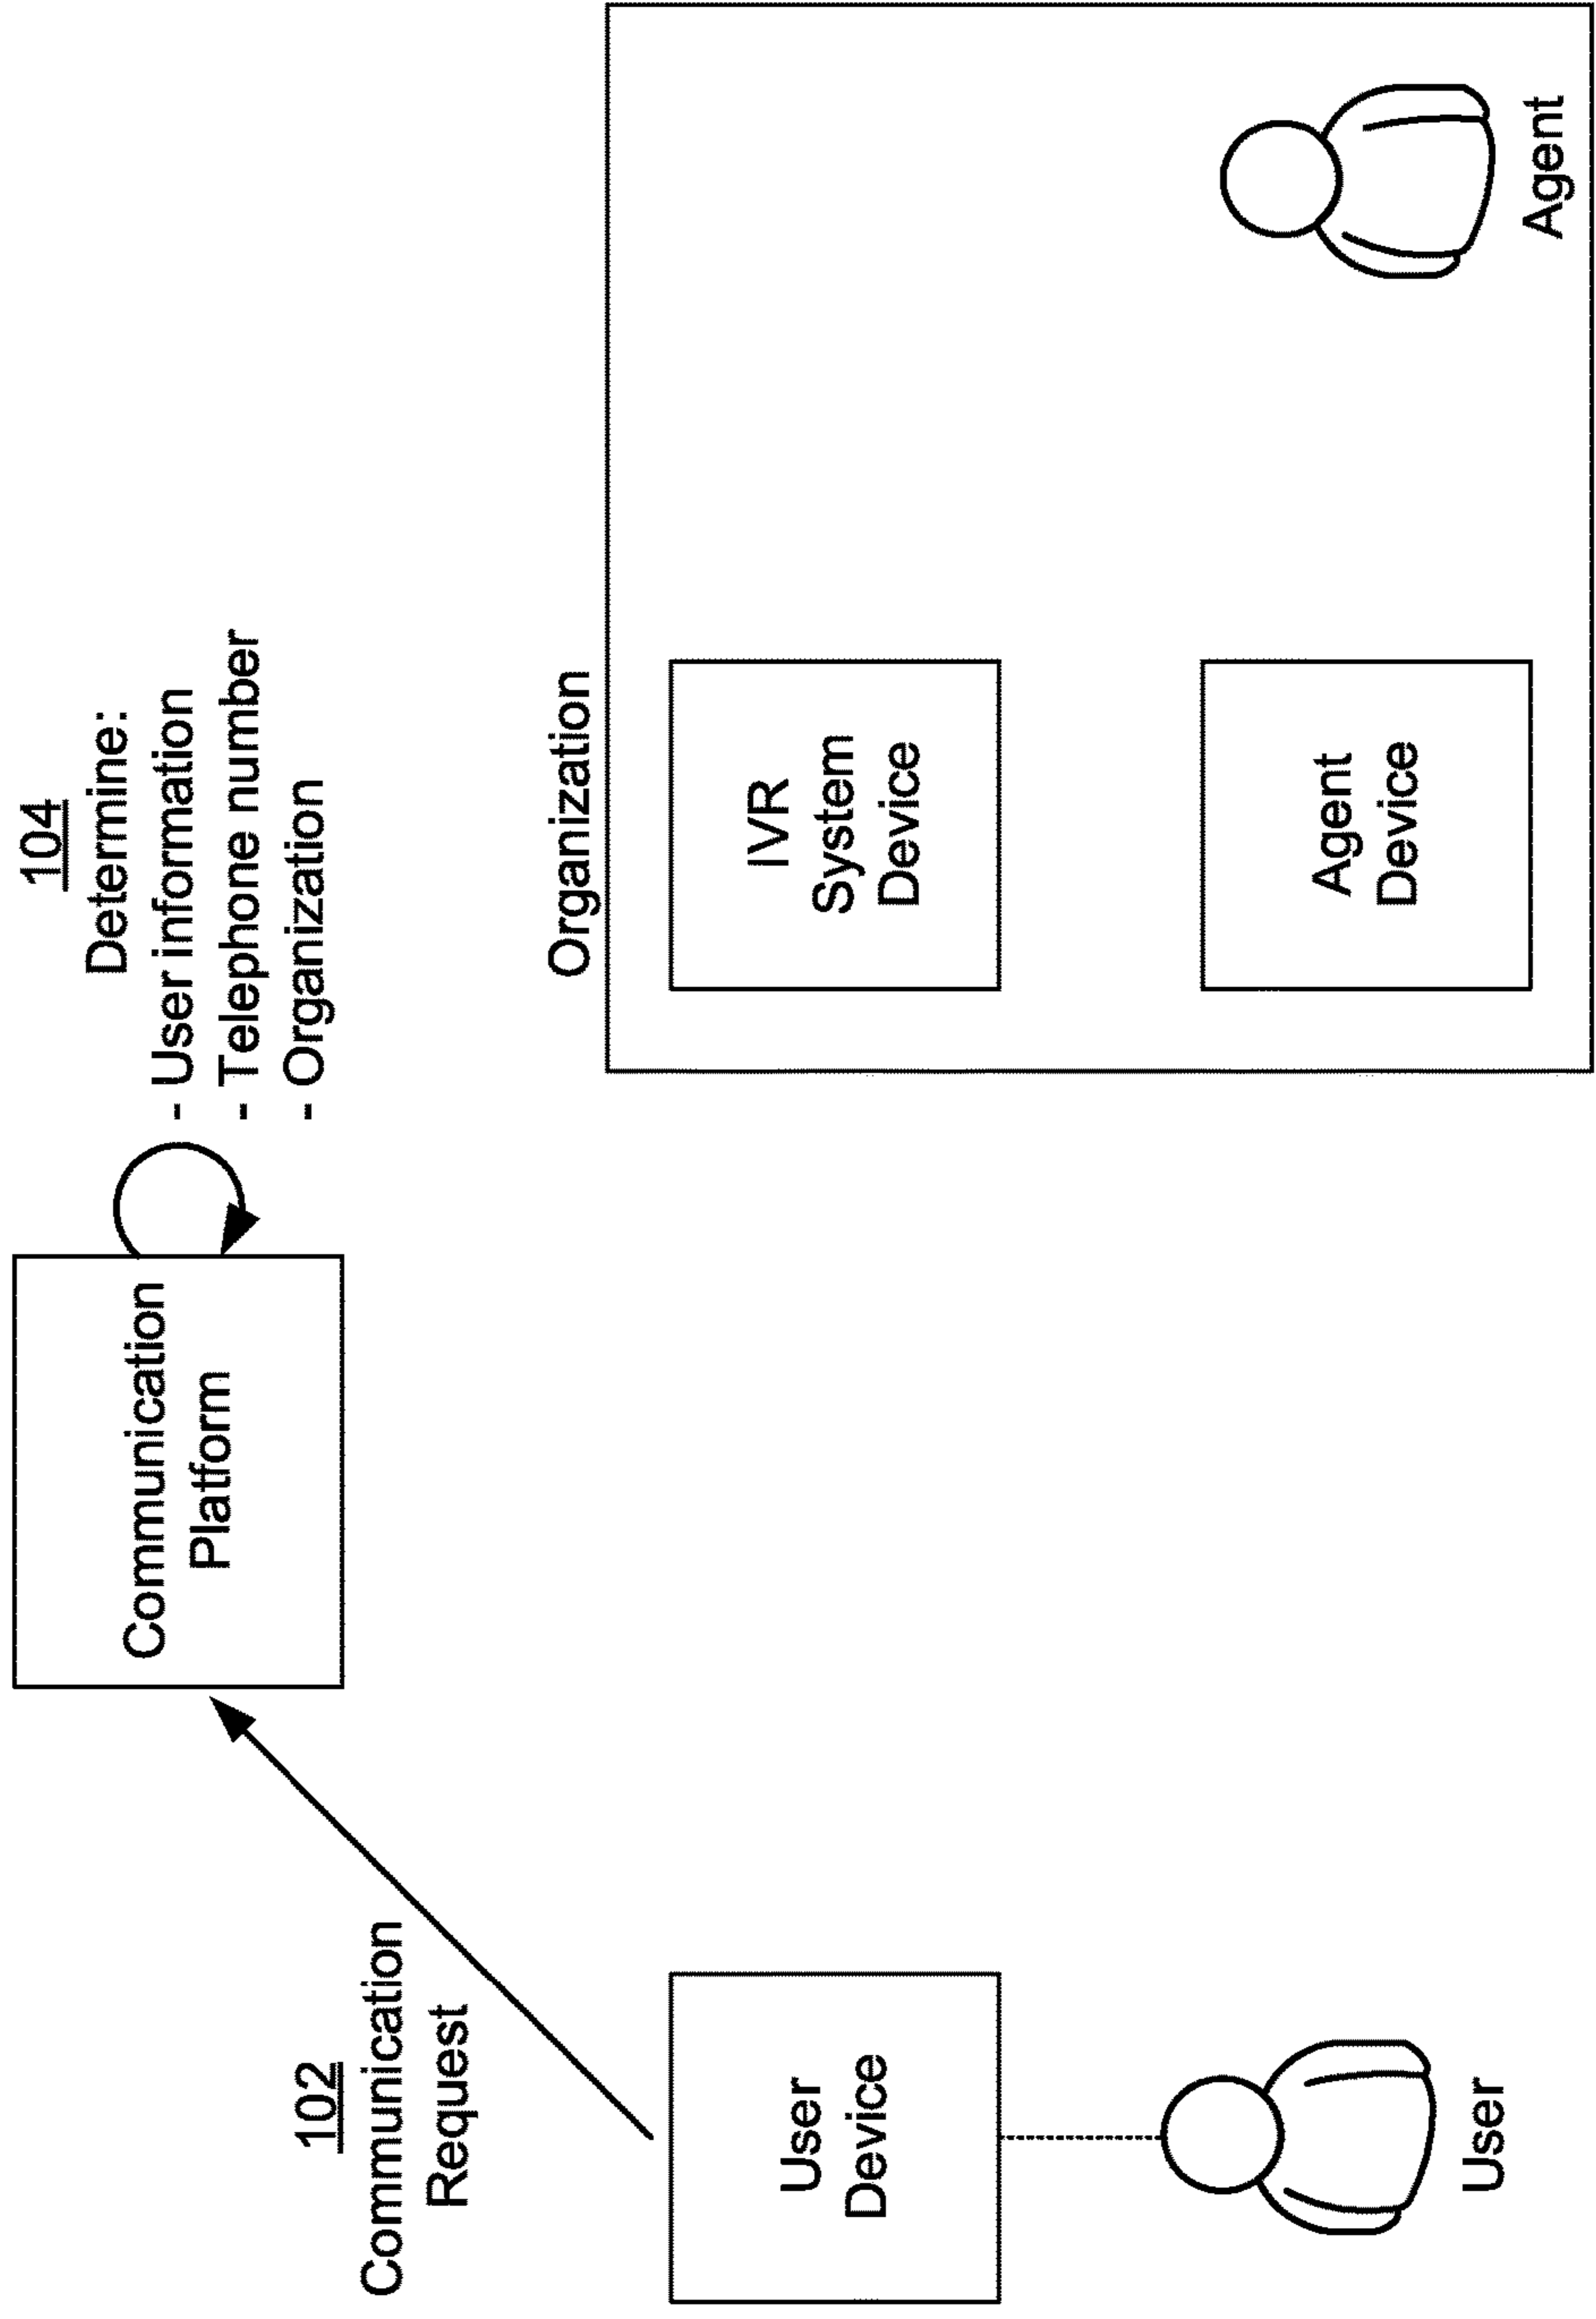 104
Determine:
- User information
- Telephone number
- Organization
Communication
Platform
102
Communication
Request
User
Device
User
Organization
IVR
System
Device
Agent
Device
Agent